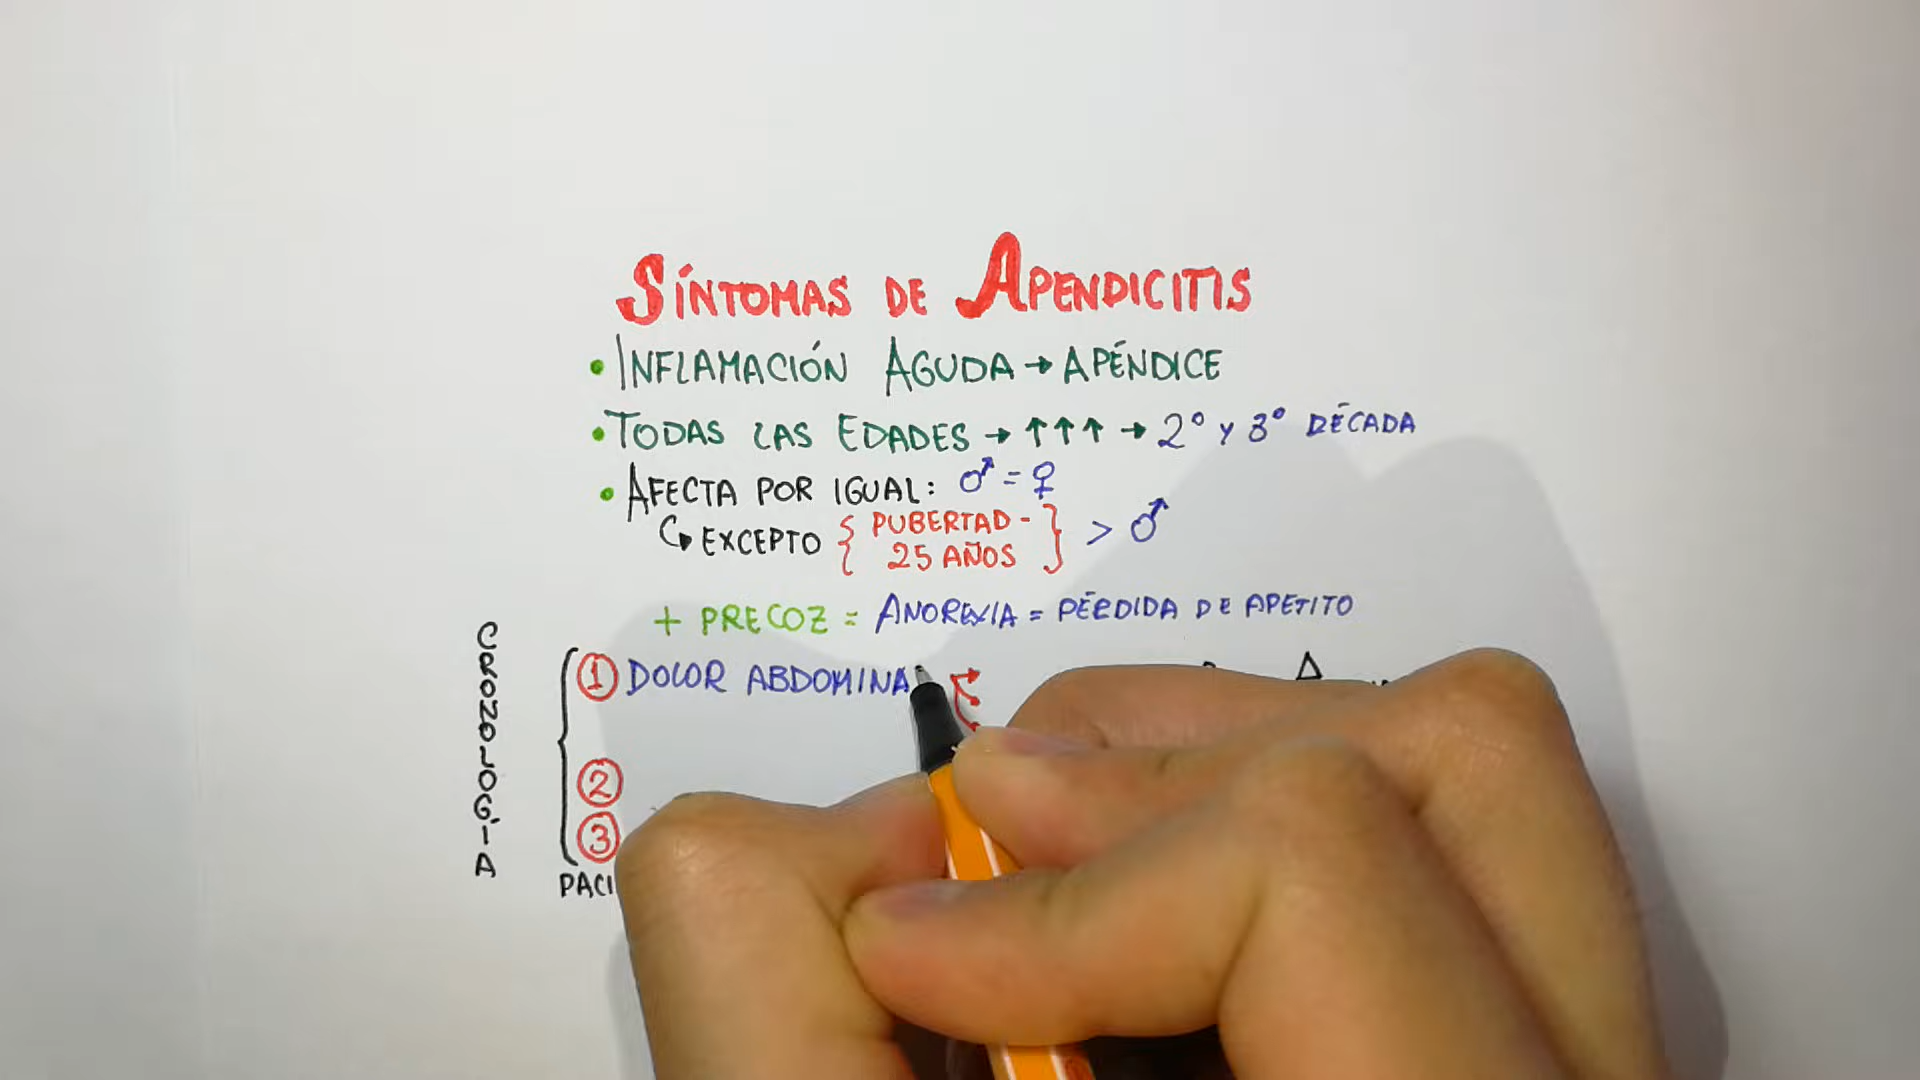 SÍNTOMAS DE APENDICITIS
• INFLAMACIÓN AGUDA → APÉNDICE
• TODAS LAS EDADES → ↑↑↑ → 2° y 3° DÉCADA
• AFECTA POR IGUAL: ♂ = ♀
↳ EXCEPTO { PUBERTAD - 25 AÑOS } > ♂
+ PRECOZ = ANOREXIA = PÉRDIDA DE APETITO
CRONOLOGÍA
① DOLOR ABDOMINA
②
③
PACI